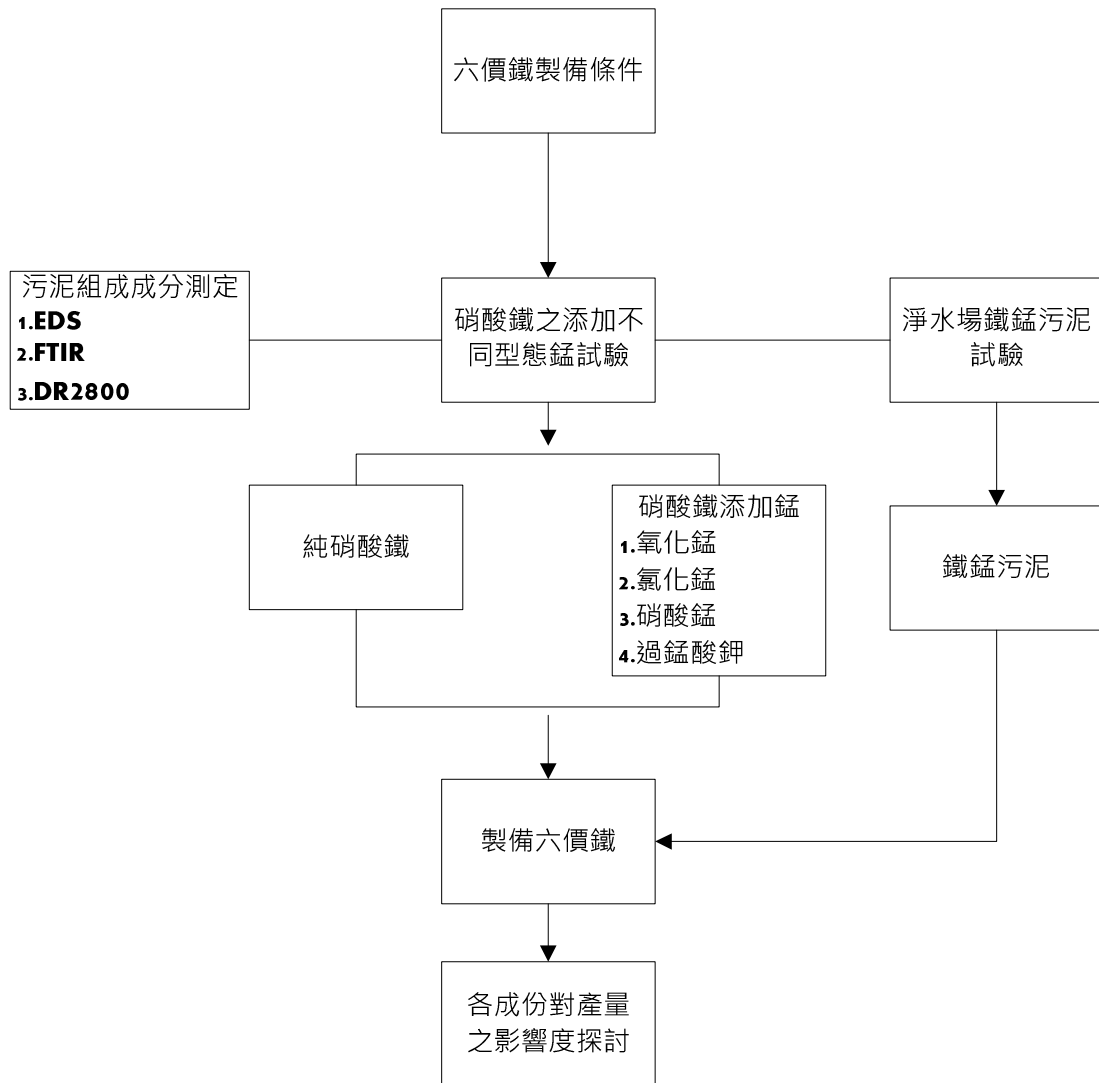 六價鐵製備條件
污泥組成成分測定
1.EDS
2.FTIR
3.DR2800
硝酸鐵之添加不
同型態錳試驗
淨水場鐵錳污泥
試驗
純硝酸鐵
硝酸鐵添加錳
1.氧化錳
2.氯化錳
3.硝酸錳
4.過錳酸鉀
鐵錳污泥
製備六價鐵
各成份對產量
之影響度探討